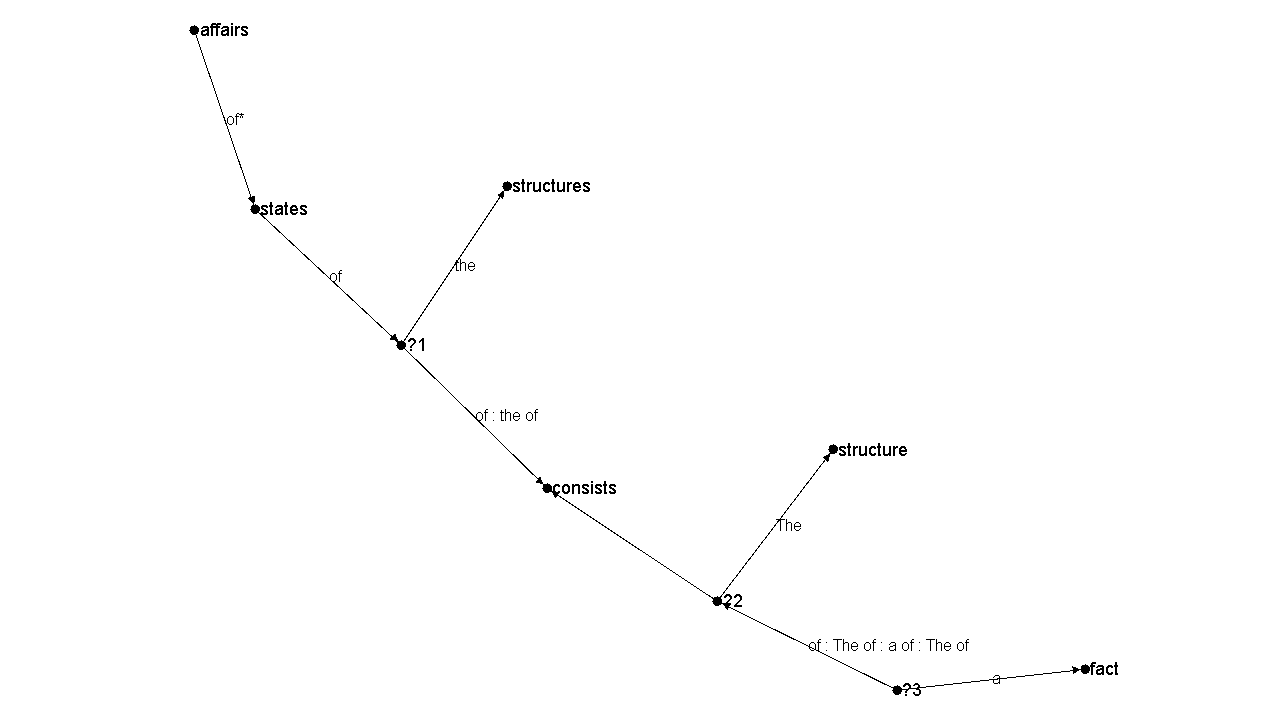 affairs
of*
structures
states
the
of
?1
of : the of
structure
consists
The
?2
of : The of : a of : The of
fact
a
?3